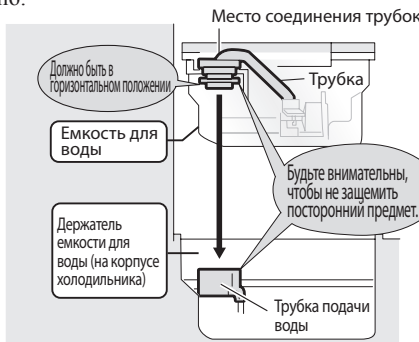 Место соединения трубок
Должно быть в
горизонтальном положении
Трубка
Емкость для
воды
Будьте внимательны,
чтобы не защемить
посторонний предмет.
Держатель
емкости для
воды (на корпусе
холодильника)
Трубка подачи
воды